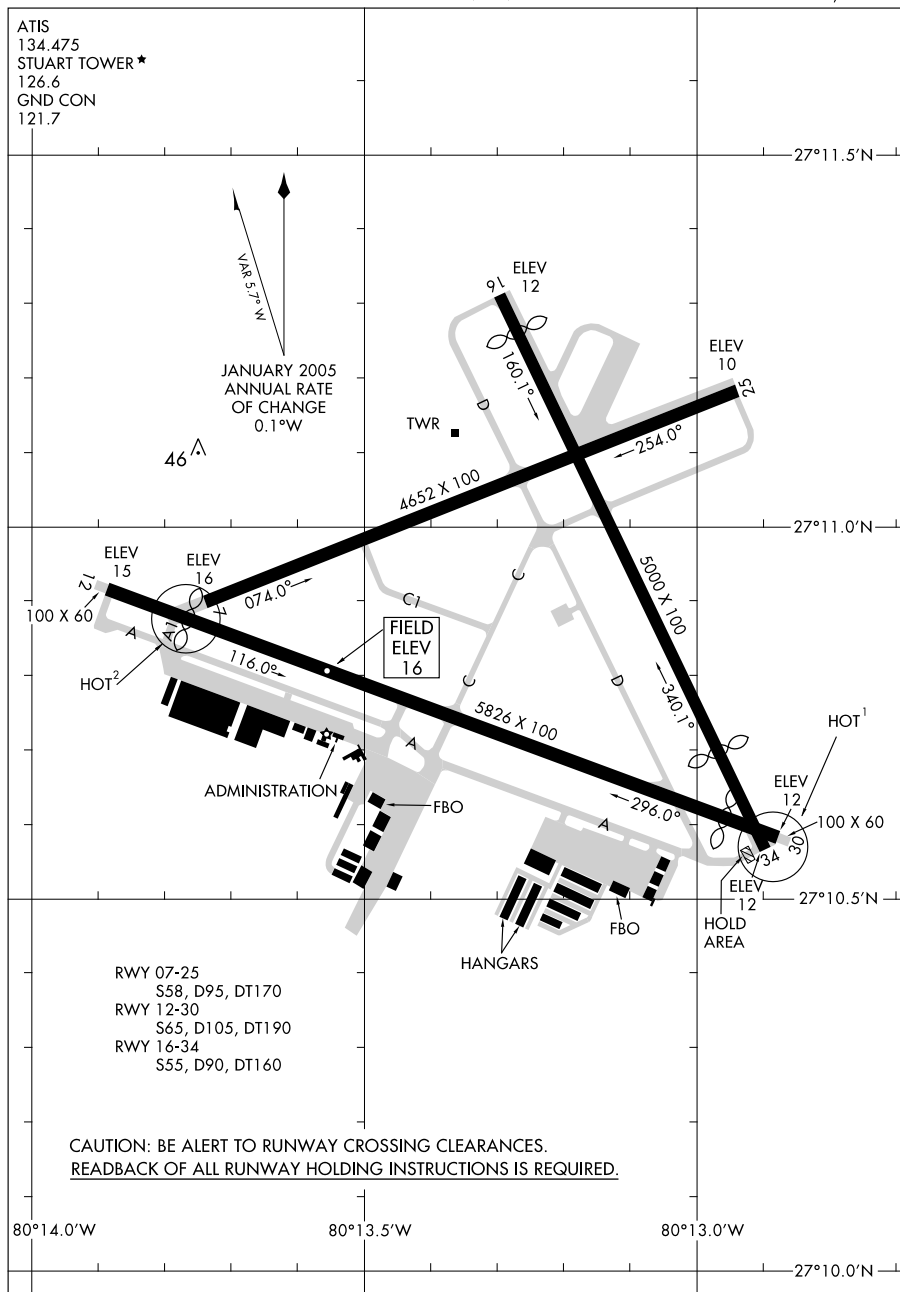 ATIS
134.475
STUART TOWER★
126.6
GND CON
121.7
27°11.5'N
VAR 5.7° W
JANUARY 2005
ANNUAL RATE
OF CHANGE
0.1°W
16
ELEV
12
160.1°
D
ELEV
10
25
TWR
254.0°
46
4652 X 100
27°11.0'N
ELEV
15
ELEV
16
12
7
074.0°
C
5000 X 100
100 X 60
C1
A
A1
FIELD
ELEV
16
116.0°
HOT²
C
D
340.1°
5826 X 100
HOT¹
A
ADMINISTRATION
FBO
296.0°
ELEV
12
100 X 60
A
30
34
ELEV
12
27°10.5'N
HOLD
AREA
FBO
HANGARS
RWY 07-25
S58, D95, DT170
RWY 12-30
S65, D105, DT190
RWY 16-34
S55, D90, DT160
CAUTION: BE ALERT TO RUNWAY CROSSING CLEARANCES.
READBACK OF ALL RUNWAY HOLDING INSTRUCTIONS IS REQUIRED.
80°14.0'W
80°13.5'W
80°13.0'W
27°10.0'N